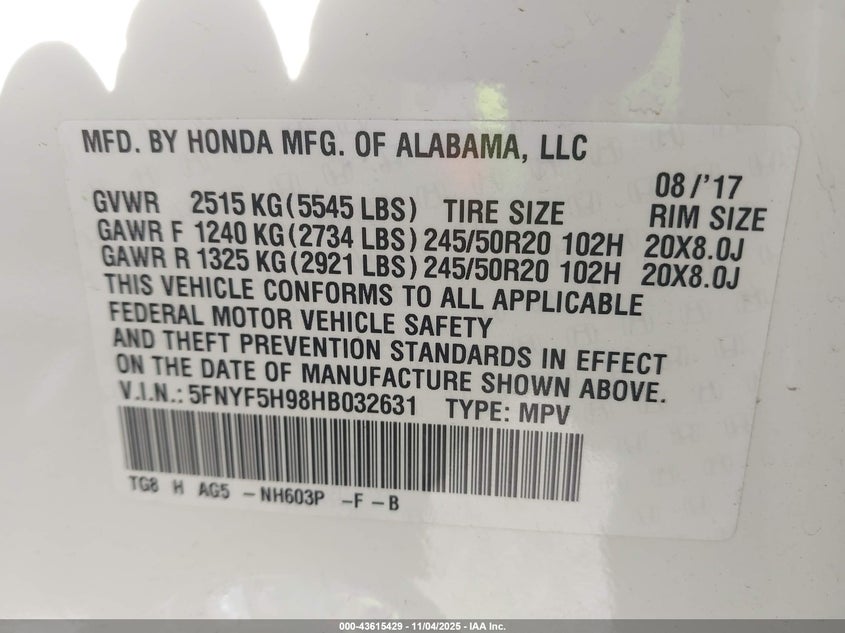 MFD. BY HONDA MFG. OF ALABAMA, LLC
08/'17
GVWR 2515 KG(5545 LBS) TIRE SIZE RIM SIZE
GAWR F 1240 KG(2734 LBS)245/50R20 102H 20X8.0J
GAWR R 1325 KG(2921 LBS)245/50R20 102H 20X8.0J
THIS VEHICLE CONFORMS TO ALL APPLICABLE
FEDERAL MOTOR VEHICLE SAFETY
AND THEFT PREVENTION STANDARDS IN EFFECT
ON THE DATE OF MANUFACTURE SHOWN ABOVE.
V.I.N.: 5FNYF5H98HB032631 TYPE: MPV
TG8 H AG5 -NH603P -F -B
000-43615429 - 11/04/2025 - IAA Inc.